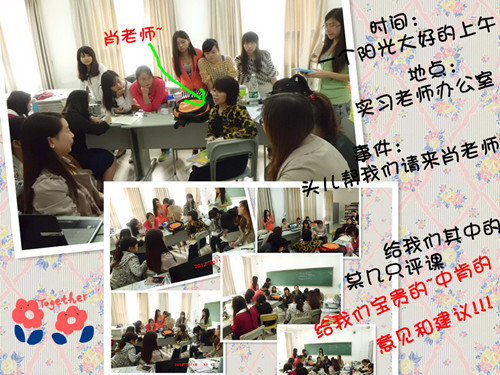 肖老师~
时间：
一个阳光大好的上午
地点：
实习老师办公室
事件：
头儿帮我们请来肖老师
给我们其中的
某几只评课
给我们宝贵的~中肯的
意见和建议!!!
Together